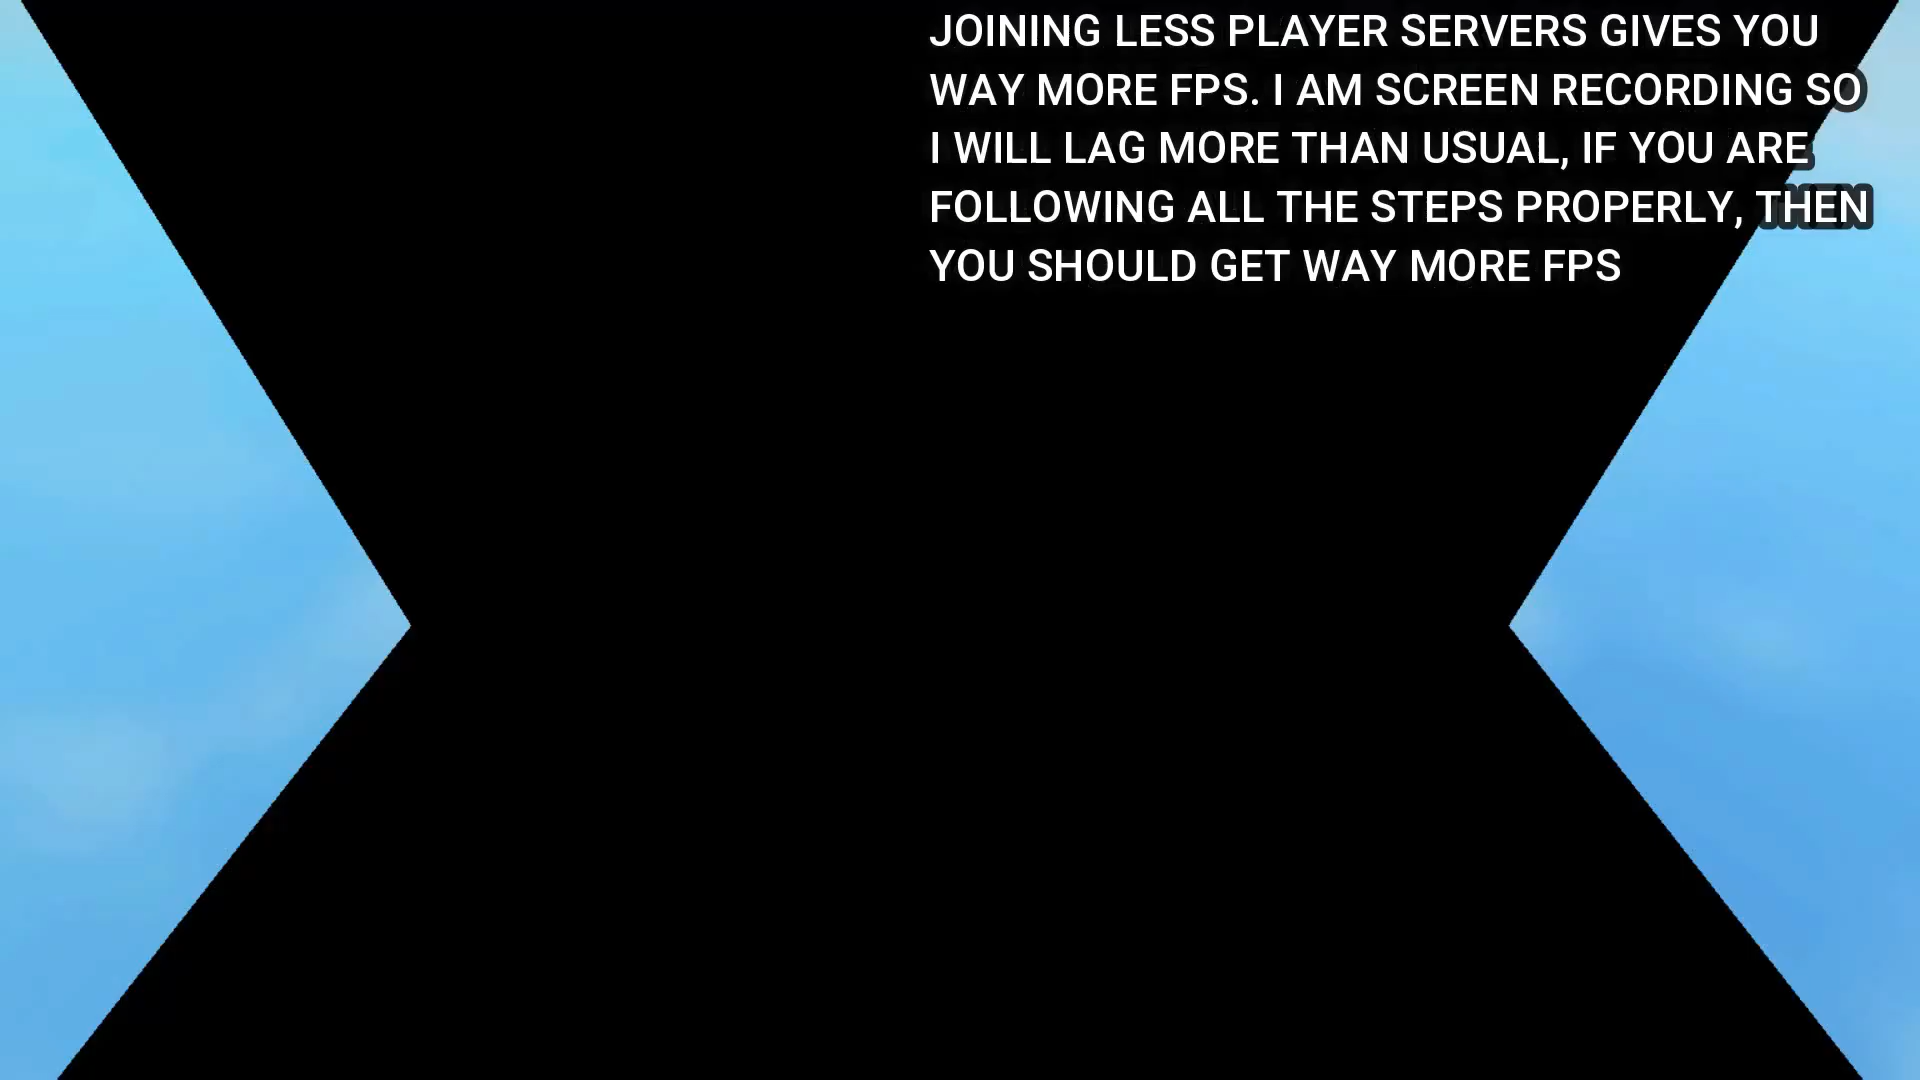 JOINING LESS PLAYER SERVERS GIVES YOU
WAY MORE FPS. I AM SCREEN RECORDING SO
I WILL LAG MORE THAN USUAL, IF YOU ARE
FOLLOWING ALL THE STEPS PROPERLY, THEN
YOU SHOULD GET WAY MORE FPS